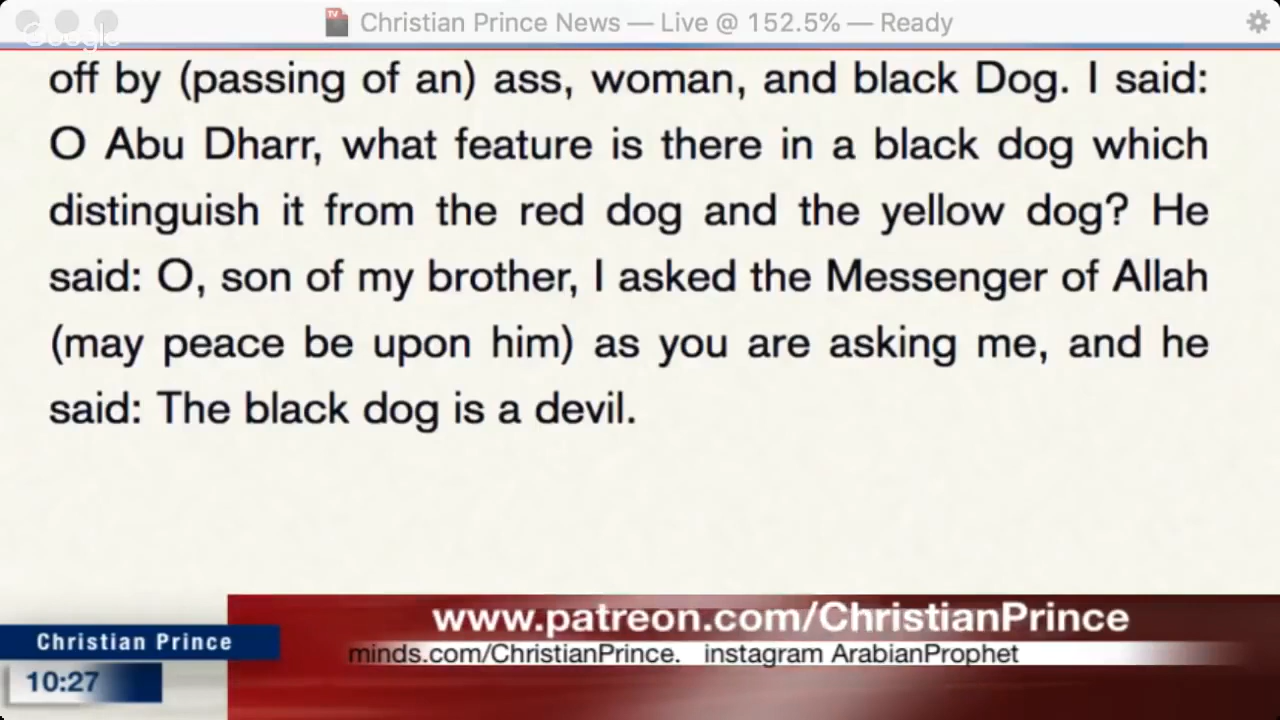 Christian Prince News — Live @ 152.5% — Ready
Google
off by (passing of an) ass, woman, and black Dog. I said:
O Abu Dharr, what feature is there in a black dog which
distinguish it from the red dog and the yellow dog? He
said: O, son of my brother, I asked the Messenger of Allah
(may peace be upon him) as you are asking me, and he
said: The black dog is a devil.
www.patreon.com/ChristianPrince
Christian Prince
minds.com/ChristianPrince. instagram ArabianProphet
10:27